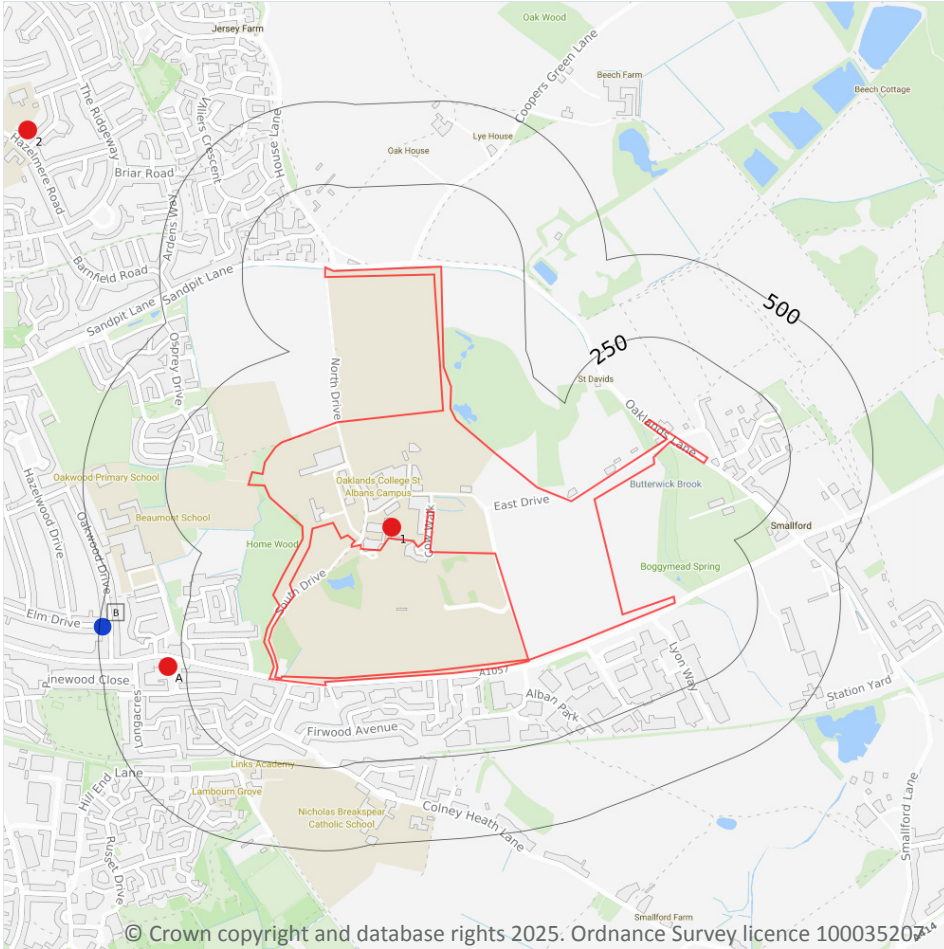 Oak Wood
Jersey Farm
Coopers Green Lane
Beech Farm
Beech Cottage
The Ridgeway
Villiers Crescent
House Lane
2
Hazelmere Road
Lye House
Oak House
Briar Road
Ardens Way
Barnfield Road
Sandpit Lane
Sandpit Lane
500
250
Osprey Drive
North Drive
St Davids
Oaklands Lane
Oakwood Primary School
Oaklands College St
Albans Campus
Butterwick Brook
Hazelwood Drive
Oakwood Drive
Beaumont School
East Drive
Smallford
1
Cow Walk
Home Wood
Boggymead Spring
South Drive
B
Elm Drive
A
Pinewood Close
A1057
Lyon Way
Longacres
Alban Park
Station Yard
Firwood Avenue
Links Academy
Hill End Lane
Lambourn Grove
Nicholas Breakspear
Catholic School
Colney Heath Lane
Smallford Lane
Drive
Smallford Farm
© Crown copyright and database rights 2025. Ordnance Survey licence 100035207